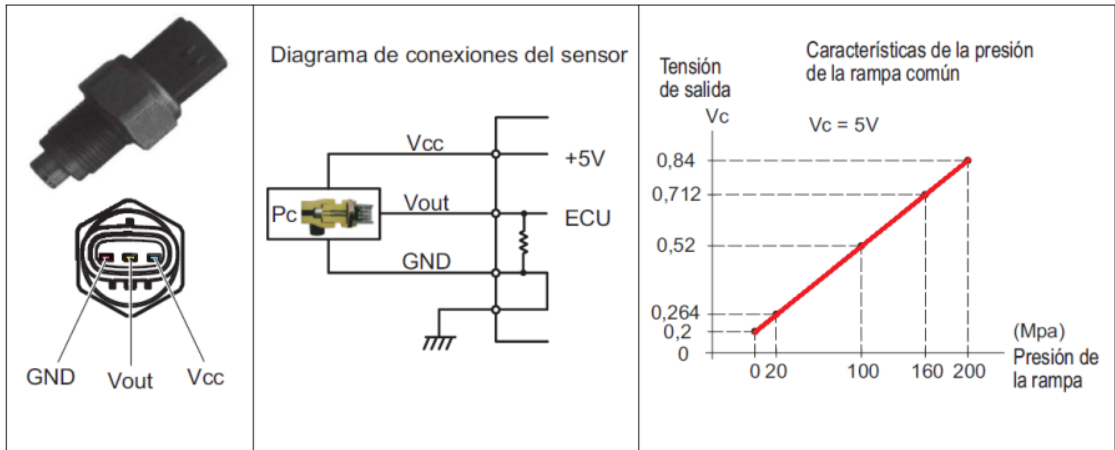 GND
Vout
Vcc
Diagrama de conexiones del sensor
Vcc
+5V
Pc
Vout
ECU
GND
Características de la presión
de la rampa común
Tensión
de salida
Vc
Vc = 5V
0,84
0,712
0,52
0,264
0,2
0
0 20 100 160 200
(Mpa)
Presión de
la rampa